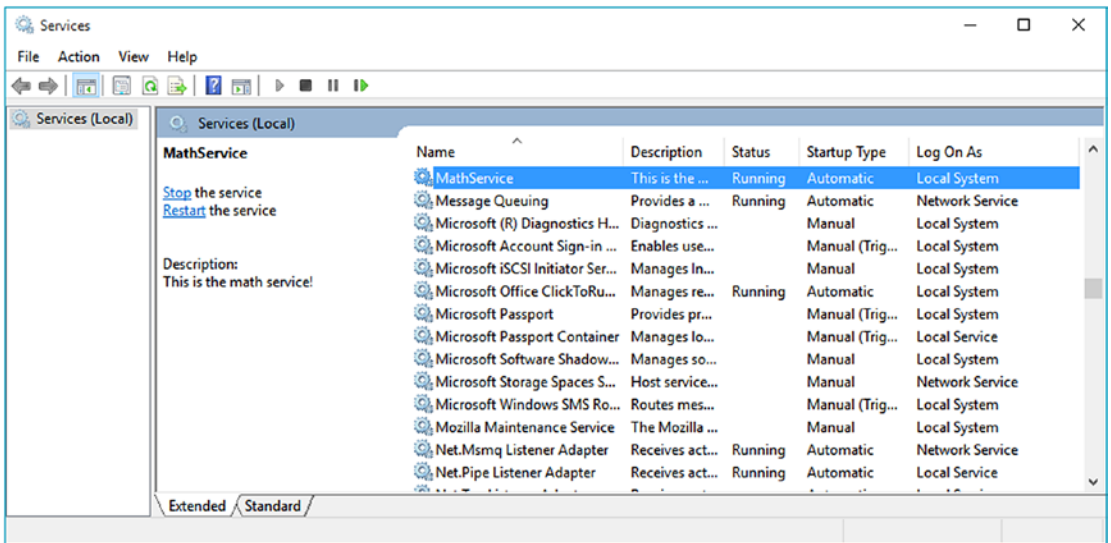 Services
File Action View Help
Services (Local)
Services (Local)
MathService
Stop the service
Restart the service
Description:
This is the math service!
Name Description Status Startup Type Log On As
MathService This is the ... Running Automatic Local System
Message Queuing Provides a ... Running Automatic Network Service
Microsoft (R) Diagnostics H... Diagnostics ... Manual Local System
Microsoft Account Sign-in ... Enables use... Manual (Trig... Local System
Microsoft iSCSI Initiator Ser... Manages In... Manual Local System
Microsoft Office ClickToRu... Manages re... Running Automatic Local System
Microsoft Passport Provides pr... Manual (Trig... Local System
Microsoft Passport Container Manages lo... Manual (Trig... Local Service
Microsoft Software Shadow... Manages so... Manual Local System
Microsoft Storage Spaces S... Host service... Manual Network Service
Microsoft Windows SMS Ro... Routes mes... Manual (Trig... Local System
Mozilla Maintenance Service The Mozilla ... Manual Local System
Net.Msmq Listener Adapter Receives act... Running Automatic Network Service
Net.Pipe Listener Adapter Receives act... Running Automatic Local Service
Extended Standard